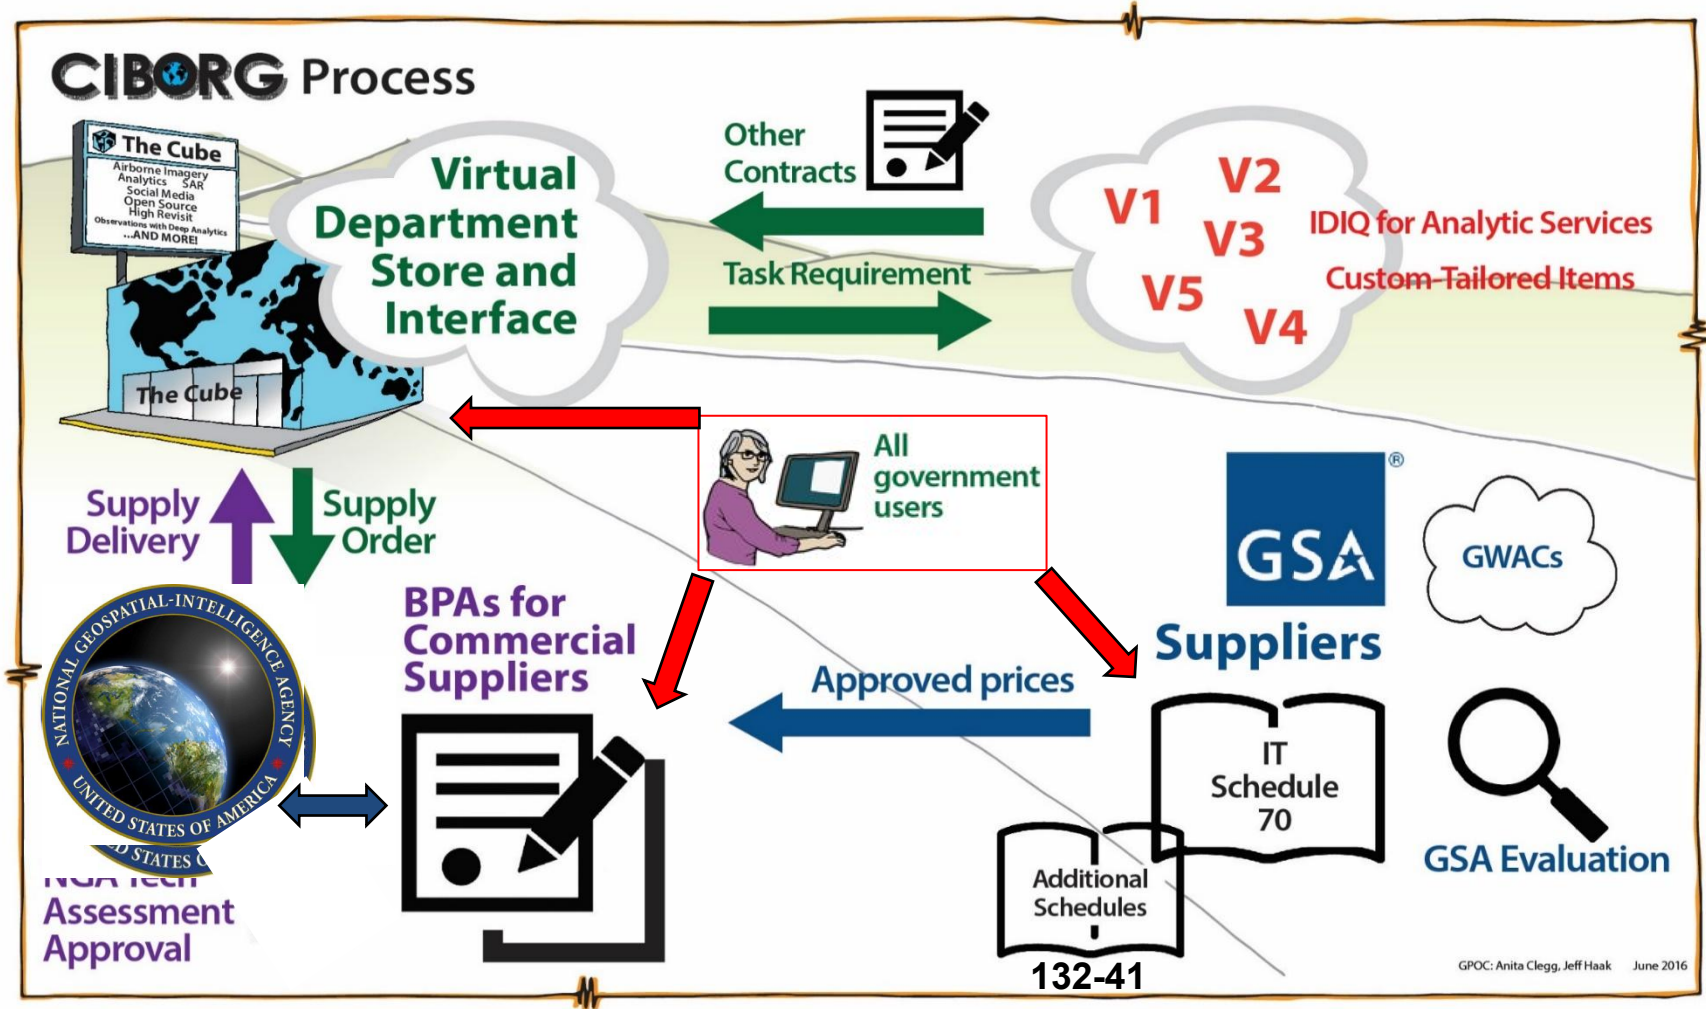 CIBORG Process
The Cube
Airborne Imagery
Analytics SAR
Social Media
Open Source
High Revisit
Observations with Deep Analytics
...AND MORE!
The Cube
Virtual
Department
Store and
Interface
Other
Contracts
Task Requirement
V1
V2
V3
V5
V4
IDIQ for Analytic Services
Custom-Tailored Items
All
government
users
Supply
Delivery
Supply
Order
NATIONAL GEOSPATIAL-INTELLIGENCE AGENCY
UNITED STATES OF AMERICA
STATES
NGA Tech
Assessment
Approval
BPAs for
Commercial
Suppliers
Approved prices
GSA
®
Suppliers
GWACs
IT
Schedule
70
Additional
Schedules
132-41
GSA Evaluation
GPOC: Anita Clegg, Jeff Haak June 2016